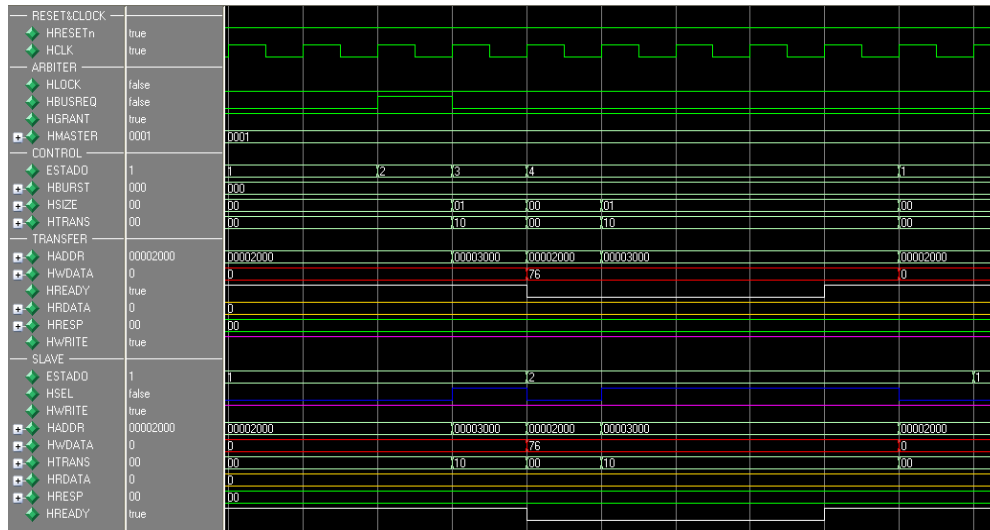 RESET&CLOCK
HRESETn true
HCLK true
ARBITER
HLOCK false
HBUSREQ false
HGRANT true
HMASTER 0001 0001
CONTROL
ESTADO 1 1 2 3 4 1
HBURST 000 000
HSIZE 00 00 01 00 01 00
HTRANS 00 00 10 00 10 00
TRANSFER
HADDR 00002000 00002000 00003000 00002000 00003000 00002000
HWDATA 0 0 76 0
HREADY true
HRDATA 0 0
HRESP 00 00
HWRITE true
SLAVE
ESTADO 1 1 2 1
HSEL false
HWRITE true
HADDR 00002000 00002000 00003000 00002000 00003000 00002000
HWDATA 0 0 76 0
HTRANS 00 00 10 00 10 00
HRDATA 0 0
HRESP 00 00
HREADY true